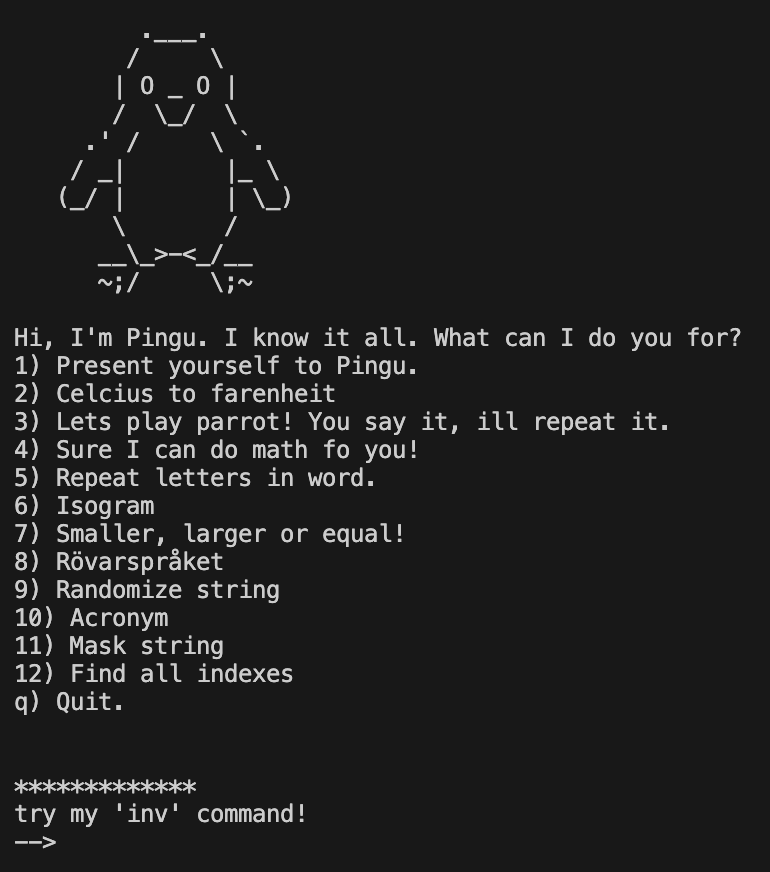 Hi, I'm Pingu. I know it all. What can I do you for?
1) Present yourself to Pingu.
2) Celcius to farenheit
3) Lets play parrot! You say it, ill repeat it.
4) Sure I can do math fo you!
5) Repeat letters in word.
6) Isogram
7) Smaller, larger or equal!
8) Rövarspråket
9) Randomize string
10) Acronym
11) Mask string
12) Find all indexes
q) Quit.
*************
try my 'inv' command!
-->